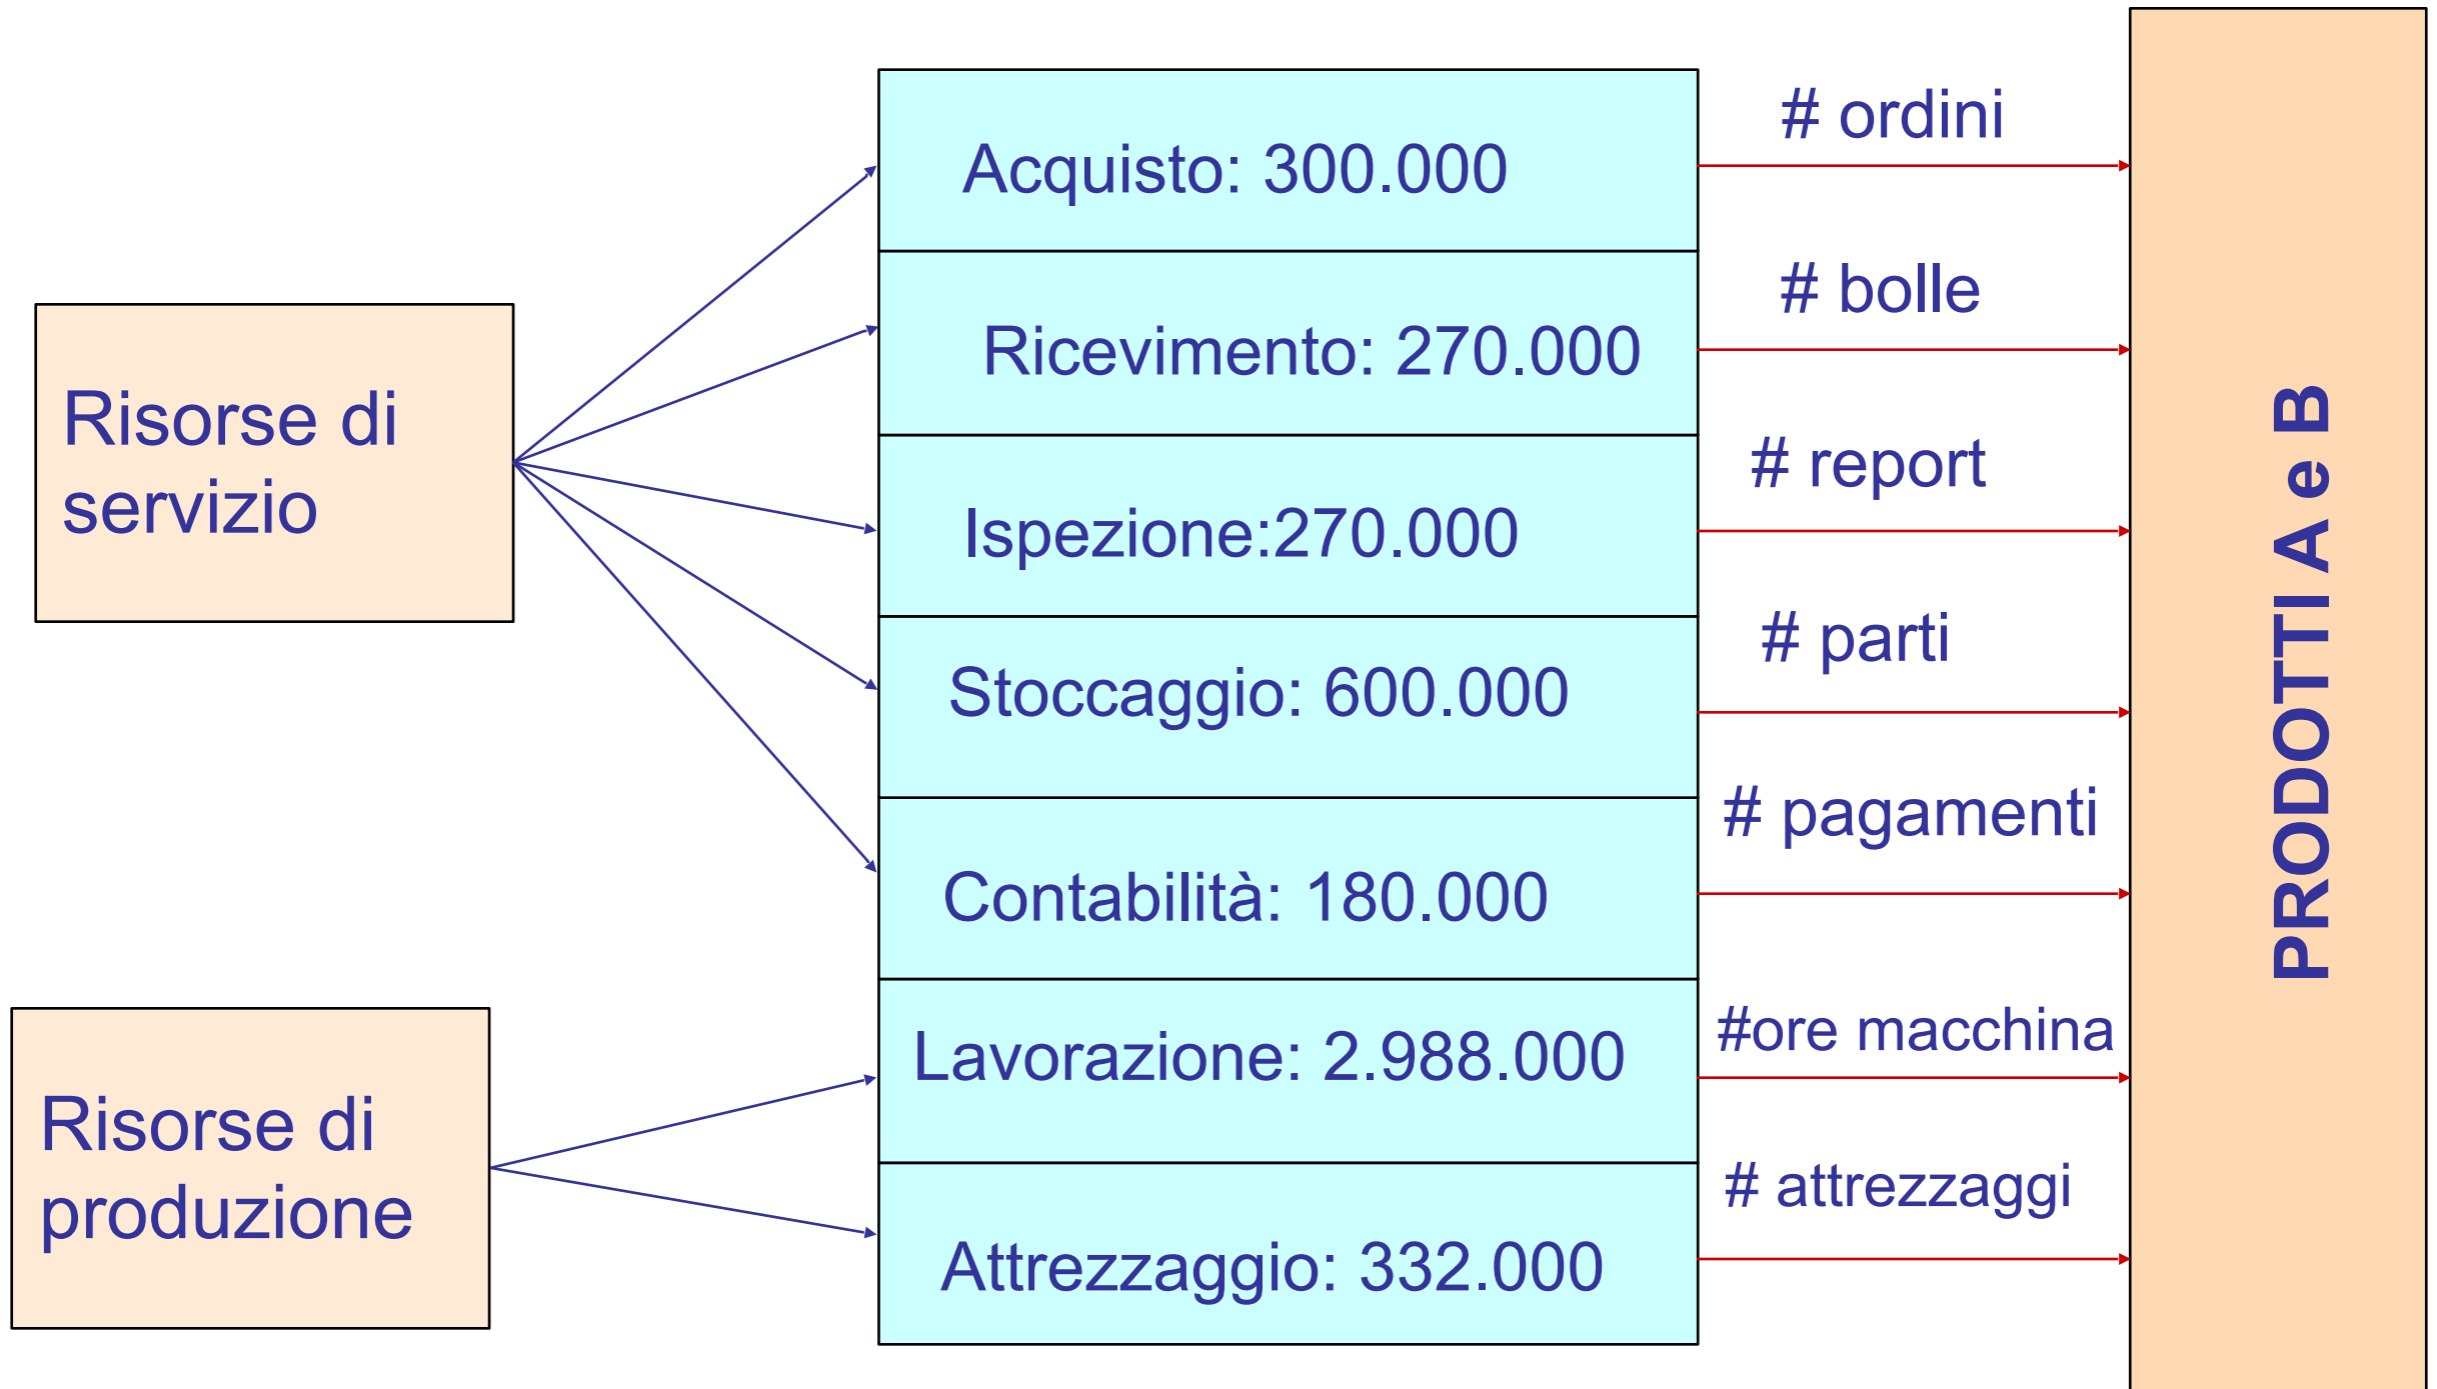 Risorse di
servizio
Risorse di
produzione
Acquisto: 300.000
Ricevimento: 270.000
Ispezione:270.000
Stoccaggio: 600.000
Contabilità: 180.000
Lavorazione: 2.988.000
Attrezzaggio: 332.000
# ordini
# bolle
# report
# parti
# pagamenti
#ore macchina
# attrezzaggi
PRODOTTI A e B